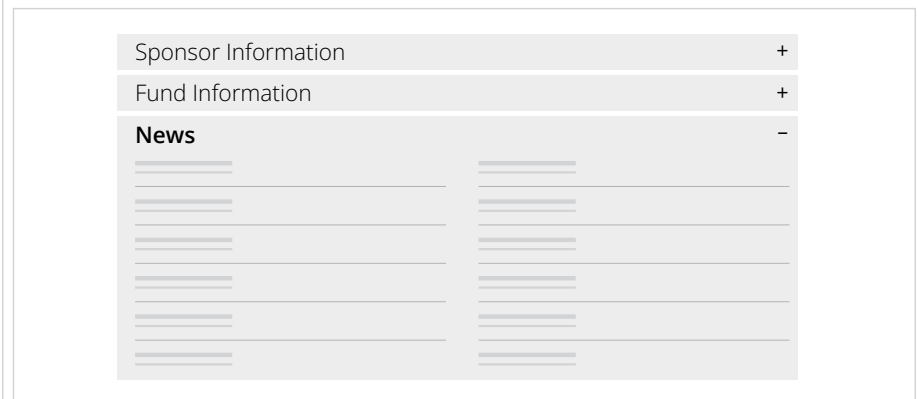 Sponsor Information +
Fund Information +
News –